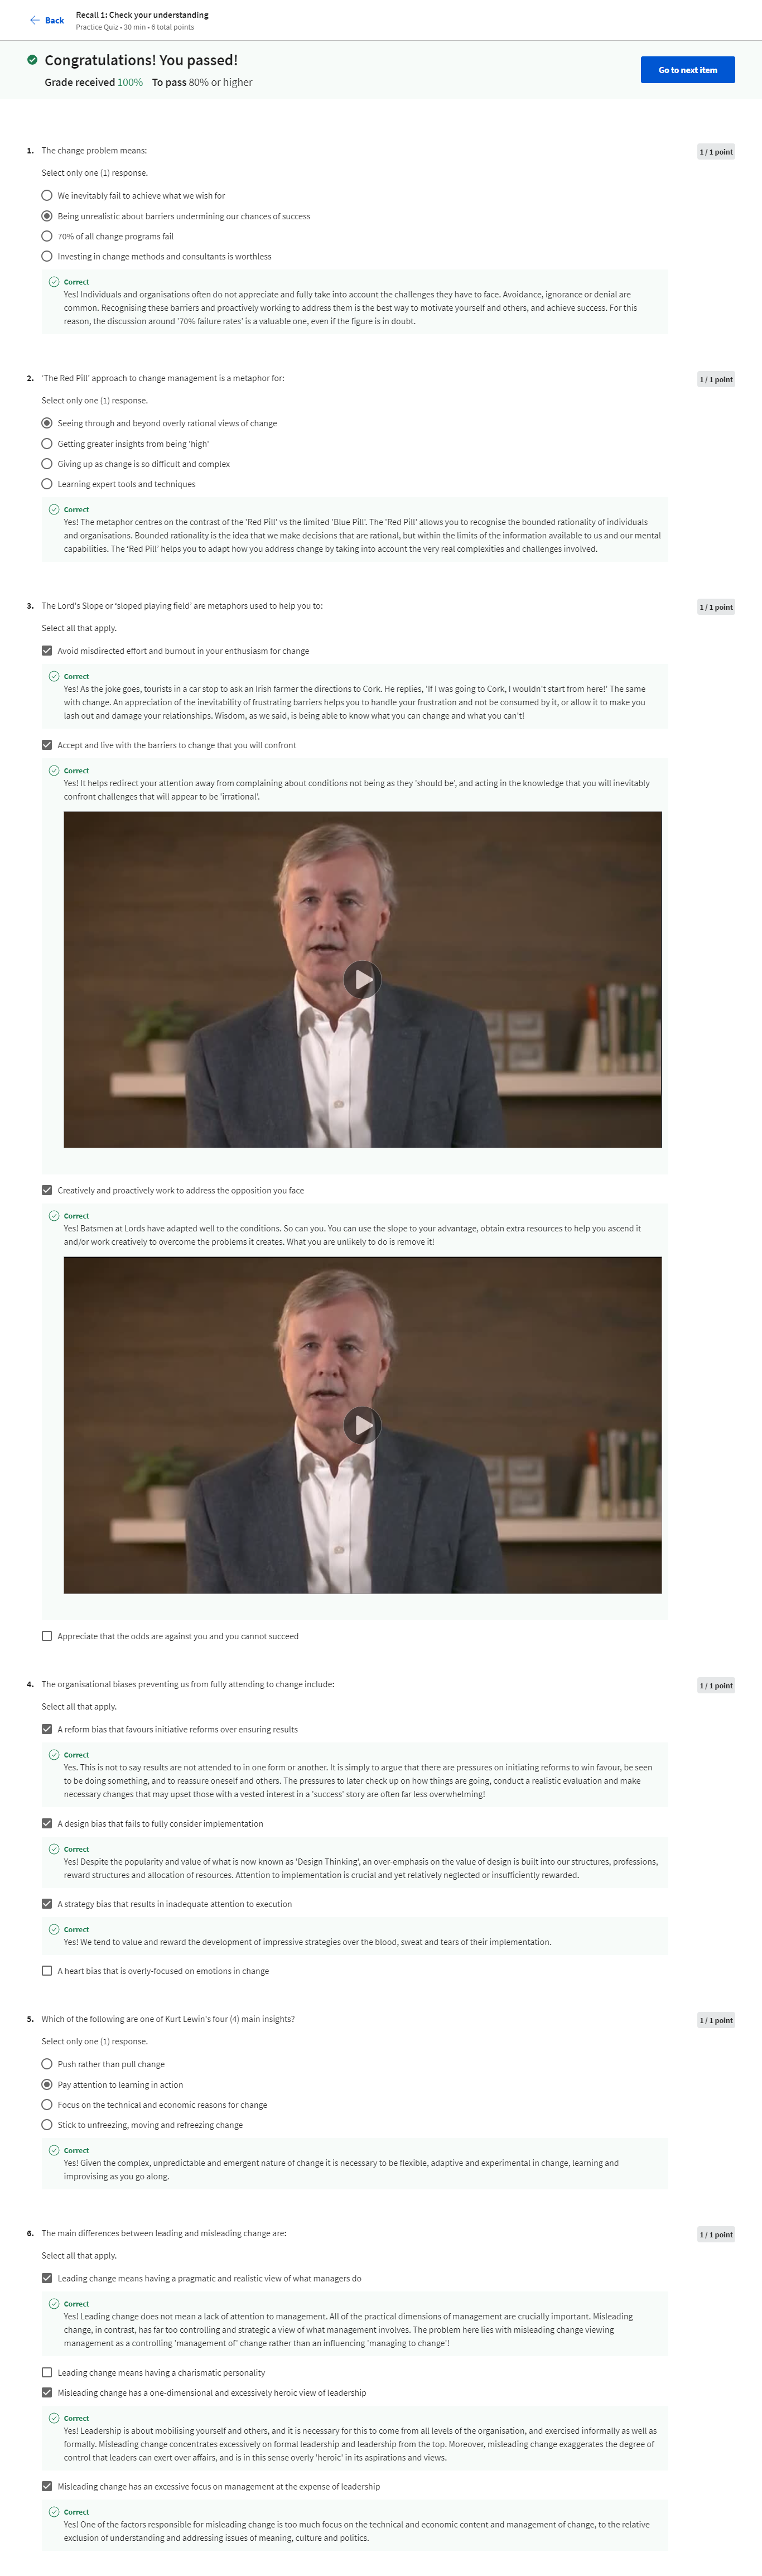 Back
Recall 1: Check your understanding
Practice Quiz • 30 min • 6 total points
Congratulations! You passed!
Grade received 100% To pass 80% or higher
Go to next item
1. The change problem means:
1 / 1 point
Select only one (1) response.
We inevitably fail to achieve what we wish for
Being unrealistic about barriers undermining our chances of success
70% of all change programs fail
Investing in change methods and consultants is worthless
Correct
Yes! Individuals and organisations often do not appreciate and fully take into account the challenges they have to face. Avoidance, ignorance or denial are
common. Recognising these barriers and proactively working to address them is the best way to motivate yourself and others, and achieve success. For this
reason, the discussion around '70% failure rates' is a valuable one, even if the figure is in doubt.
2. 'The Red Pill' approach to change management is a metaphor for:
1 / 1 point
Select only one (1) response.
Seeing through and beyond overly rational views of change
Getting greater insights from being 'high'
Giving up as change is so difficult and complex
Learning expert tools and techniques
Correct
Yes! The metaphor centres on the contrast of the 'Red Pill' vs the limited 'Blue Pill'. The 'Red Pill' allows you to recognise the bounded rationality of individuals
and organisations. Bounded rationality is the idea that we make decisions that are rational, but within the limits of the information available to us and our mental
capabilities. The 'Red Pill' helps you to adapt how you address change by taking into account the very real complexities and challenges involved.
3. The Lord's Slope or 'sloped playing field' are metaphors used to help you to:
1 / 1 point
Select all that apply.
Avoid misdirected effort and burnout in your enthusiasm for change
Correct
Yes! As the joke goes, tourists in a car stop to ask an Irish farmer the directions to Cork. He replies, 'If I was going to Cork, I wouldn't start from here!' The same
with change. An appreciation of the inevitability of frustrating barriers helps you to handle your frustration and not be consumed by it, or allow it to make you
lash out and damage your relationships. Wisdom, as we said, is being able to know what you can change and what you can't!
Accept and live with the barriers to change that you will confront
Correct
Yes! It helps redirect your attention away from complaining about conditions not being as they 'should be', and acting in the knowledge that you will inevitably
confront challenges that will appear to be 'irrational'.
Creatively and proactively work to address the opposition you face
Correct
Yes! Batsmen at Lords have adapted well to the conditions. So can you. You can use the slope to your advantage, obtain extra resources to help you ascend it
and/or work creatively to overcome the problems it creates. What you are unlikely to do is remove it!
Appreciate that the odds are against you and you cannot succeed
4. The organisational biases preventing us from fully attending to change include:
1 / 1 point
Select all that apply.
A reform bias that favours initiative reforms over ensuring results
Correct
Yes. This is not to say results are not attended to in one form or another. It is simply to argue that there are pressures on initiating reforms to win favour, be seen
to be doing something, and to reassure oneself and others. The pressures to later check up on how things are going, conduct a realistic evaluation and make
necessary changes that may upset those with a vested interest in a 'success' story are often far less overwhelming!
A design bias that fails to fully consider implementation
Correct
Yes! Despite the popularity and value of what is now known as 'Design Thinking', an over-emphasis on the value of design is built into our structures, professions,
reward structures and allocation of resources. Attention to implementation is crucial and yet relatively neglected or insufficiently rewarded.
A strategy bias that results in inadequate attention to execution
Correct
Yes! We tend to value and reward the development of impressive strategies over the blood, sweat and tears of their implementation.
A heart bias that is overly-focused on emotions in change
5. Which of the following are one of Kurt Lewin's four (4) main insights?
1 / 1 point
Select only one (1) response.
Push rather than pull change
Pay attention to learning in action
Focus on the technical and economic reasons for change
Stick to unfreezing, moving and refreezing change
Correct
Yes! Given the complex, unpredictable and emergent nature of change it is necessary to be flexible, adaptive and experimental in change, learning and
improvising as you go along.
6. The main differences between leading and misleading change are:
1 / 1 point
Select all that apply.
Leading change means having a pragmatic and realistic view of what managers do
Correct
Yes! Leading change does not mean a lack of attention to management. All of the practical dimensions of management are crucially important. Misleading
change, in contrast, has far too controlling and strategic a view of what management involves. The problem here lies with misleading change viewing
management as a controlling 'management of' change rather than an influencing 'managing to change'!
Leading change means having a charismatic personality
Misleading change has a one-dimensional and excessively heroic view of leadership
Correct
Yes! Leadership is about mobilising yourself and others, and it is necessary for this to come from all levels of the organisation, and exercised informally as well as
formally. Misleading change concentrates excessively on formal leadership and leadership from the top. Moreover, misleading change exaggerates the degree of
control that leaders can exert over affairs, and is in this sense overly 'heroic' in its aspirations and views.
Misleading change has an excessive focus on management at the expense of leadership
Correct
Yes! One of the factors responsible for misleading change is too much focus on the technical and economic content and management of change, to the relative
exclusion of understanding and addressing issues of meaning, culture and politics.